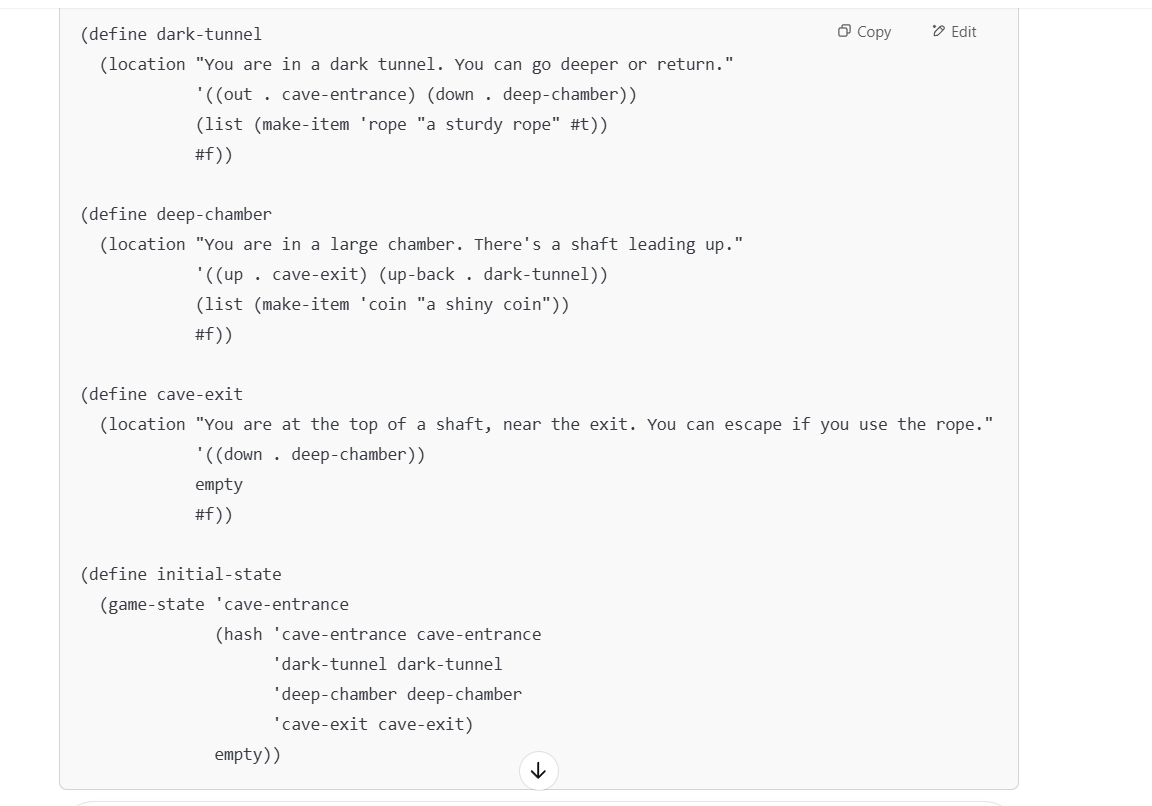 (define dark-tunnel
Copy
Edit
(location "You are in a dark tunnel. You can go deeper or return."
'((out . cave-entrance) (down . deep-chamber))
(list (make-item 'rope "a sturdy rope" #t))
#f))
(define deep-chamber
(location "You are in a large chamber. There's a shaft leading up."
'((up . cave-exit) (up-back . dark-tunnel))
(list (make-item 'coin "a shiny coin"))
#f))
(define cave-exit
(location "You are at the top of a shaft, near the exit. You can escape if you use the rope."
'((down . deep-chamber))
empty
#f))
(define initial-state
(game-state 'cave-entrance
(hash 'cave-entrance cave-entrance
'dark-tunnel dark-tunnel
'deep-chamber deep-chamber
'cave-exit cave-exit)
empty))